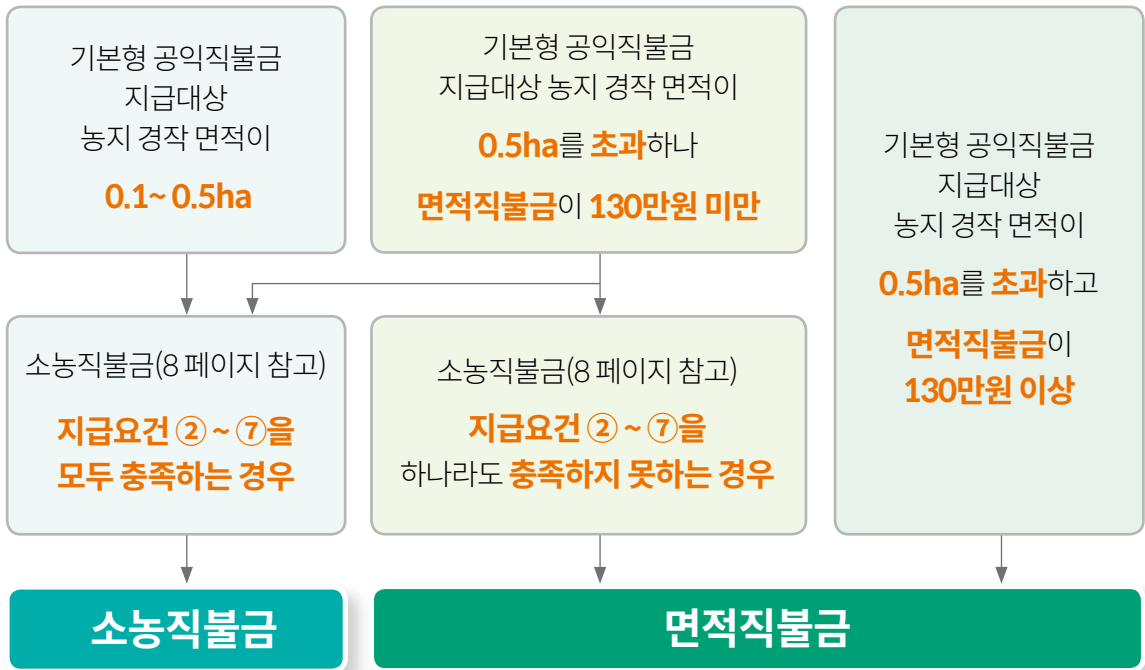 기본형 공익직불금
지급대상
농지 경작 면적이
0.1~ 0.5ha
기본형 공익직불금
지급대상 농지 경작 면적이
0.5ha를 초과하나
면적직불금이 130만원 미만
기본형 공익직불금
지급대상
농지 경작 면적이
0.5ha를 초과하고
면적직불금이
130만원 이상
소농직불금(8 페이지 참고)
지급요건 ② ~ ⑦을
모두 충족하는 경우
소농직불금(8 페이지 참고)
지급요건 ② ~ ⑦을
하나라도 충족하지 못하는 경우
소농직불금
면적직불금